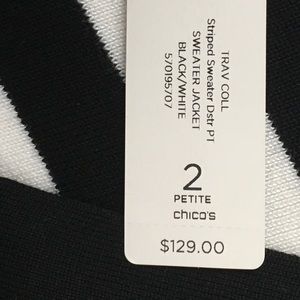 TRAV COLL
Striped Sweater Dstr PT
SWEATER JACKET
BLACK/WHITE
570195707
2
PETITE
chico's
$129.00